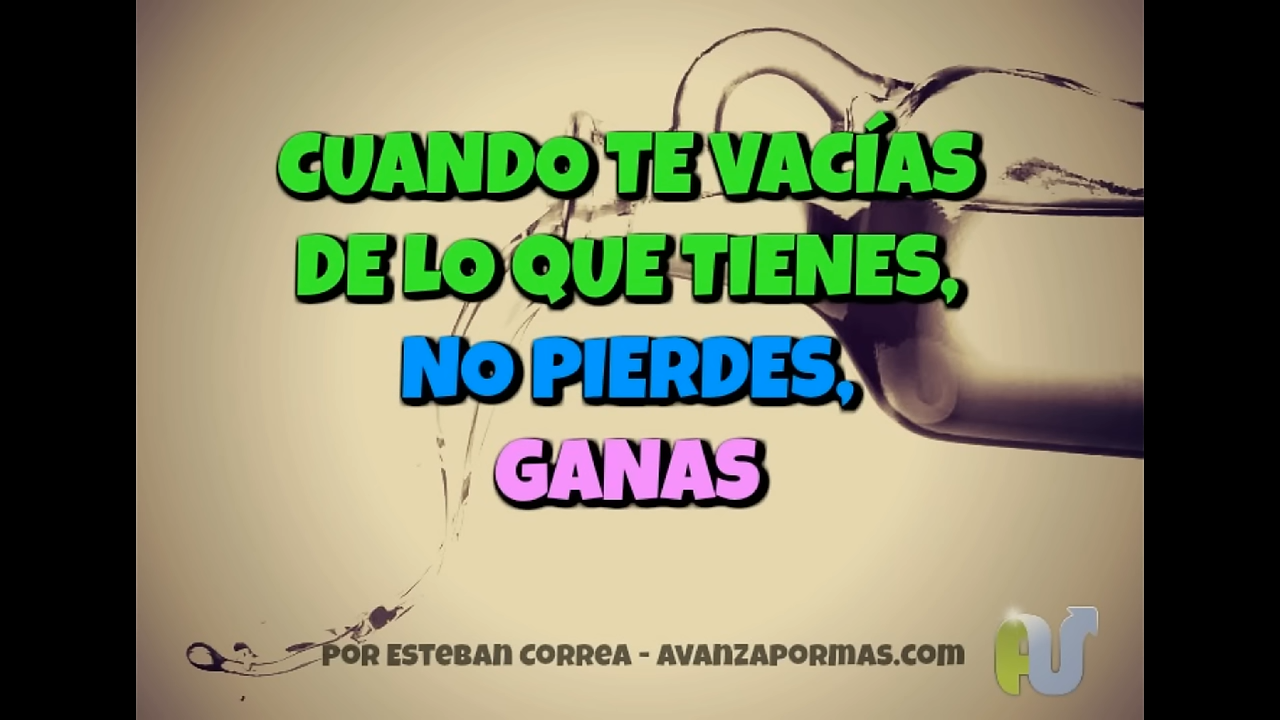 CUANDO TE VACÍAS
DE LO QUE TIENES,
NO PIERDES,
GANAS
POR ESTEBAN CORREA - AVANZAPORMAS.COM